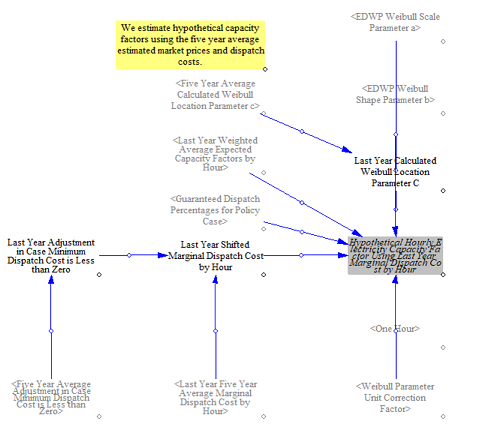 We estimate hypothetical capacity
factors using the five year average
estimated market prices and dispatch
costs.
<EDWP Weibull Scale
Parameter a>
<Five Year Average
Calculated Weibull
Location Parameter c>
<EDWP Weibull
Shape Parameter b>
<Last Year Weighted
Average Expected
Capacity Factors by
Hour>
Last Year Calculated
Weibull Location
Parameter C
<Guaranteed Dispatch
Percentages for Policy
Case>
Last Year Adjustment
in Case Minimum
Dispatch Cost is Less
than Zero
Last Year Shifted
Marginal Dispatch Cost
by Hour
Hypothetical Hourly E
lectricity Capacity Fa
ctor Using Last Year
Marginal Dispatch Co
st by Hour
<One Hour>
<Five Year Average
Adjustment in Case
Minimum Dispatch
Cost is Less than
Zero>
<Last Year Five Year
Average Marginal
Dispatch Cost by
Hour>
<Weibull Parameter
Unit Correction
Factor>